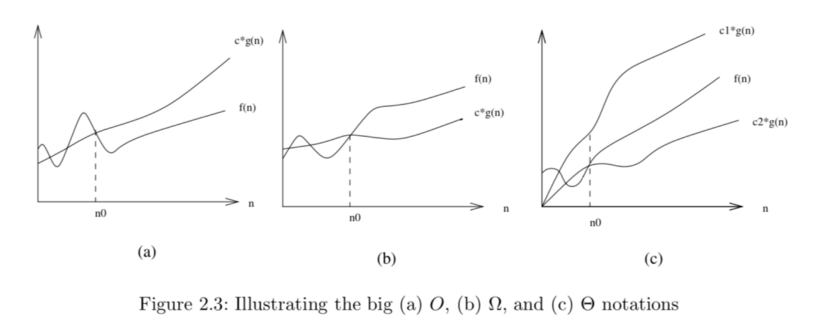 c*g(n)
f(n)
n
n0
(a)
f(n)
c*g(n)
n
n0
(b)
c1*g(n)
f(n)
c2*g(n)
n
n0
(c)
Figure 2.3: Illustrating the big (a) O, (b) Ω, and (c) Θ notations